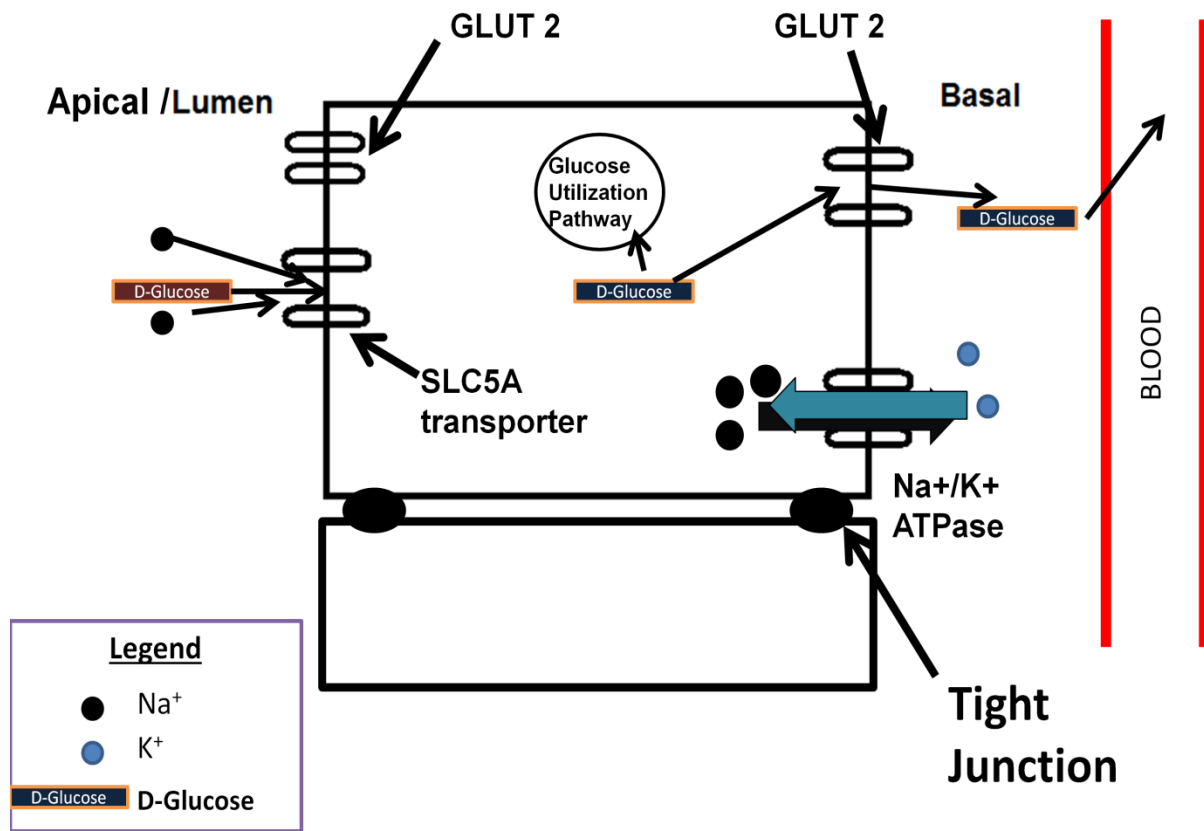 GLUT 2
GLUT 2
Apical /Lumen
Basal
Glucose
Utilization
Pathway
D-Glucose
D-Glucose
D-Glucose
BLOOD
SLC5A
transporter
Na+/K+
ATPase
Tight
Junction
Legend
Na⁺
K⁺
D-Glucose D-Glucose